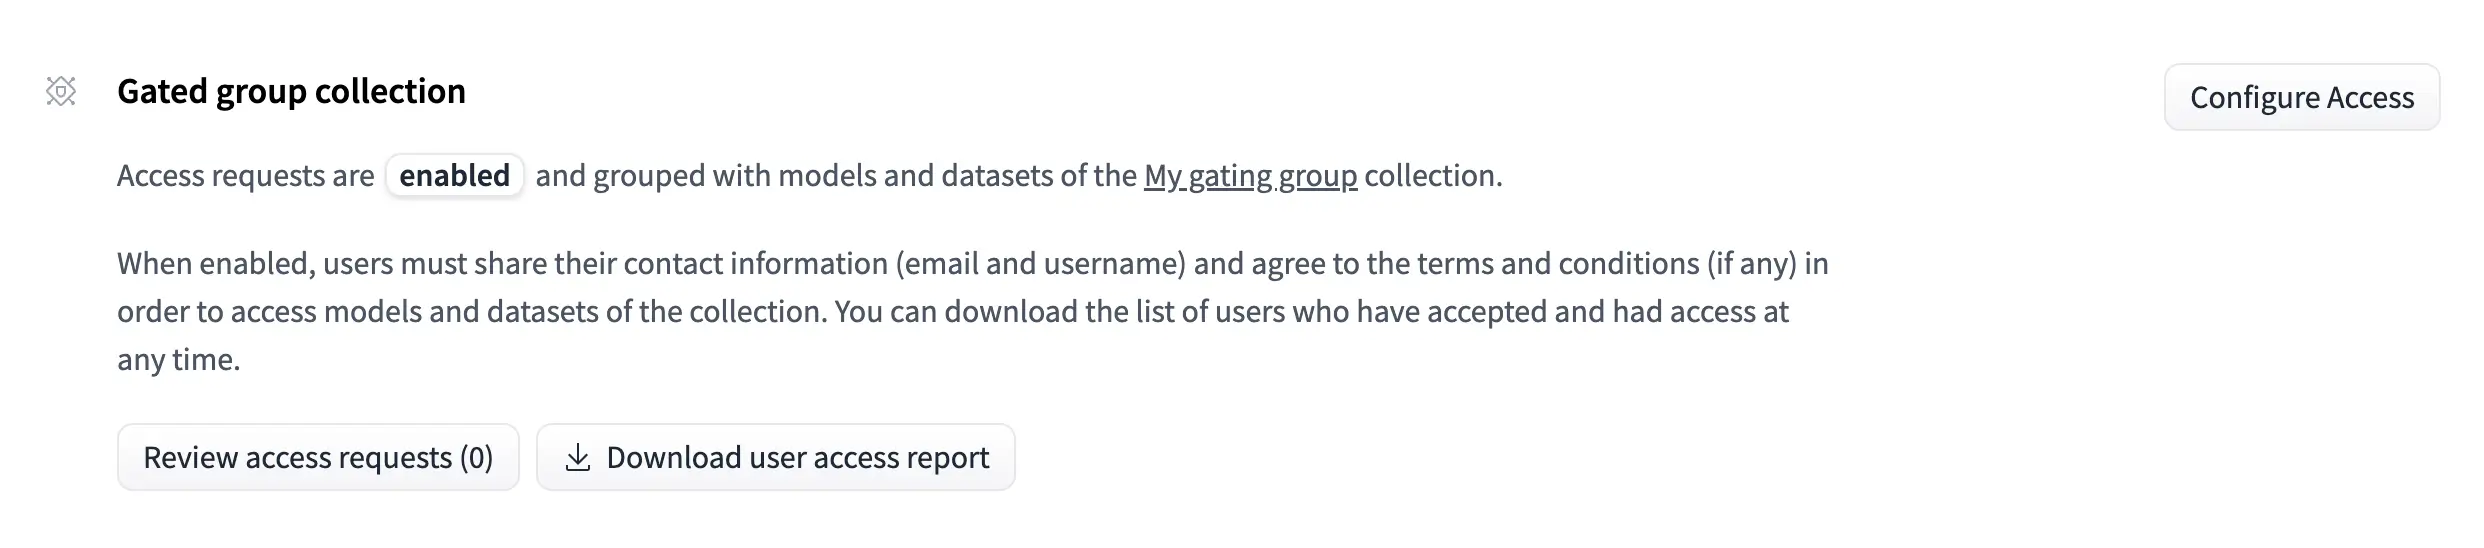 Gated group collection
Configure Access
Access requests are enabled and grouped with models and datasets of the My gating group collection.
When enabled, users must share their contact information (email and username) and agree to the terms and conditions (if any) in
order to access models and datasets of the collection. You can download the list of users who have accepted and had access at
any time.
Review access requests (0)
Download user access report